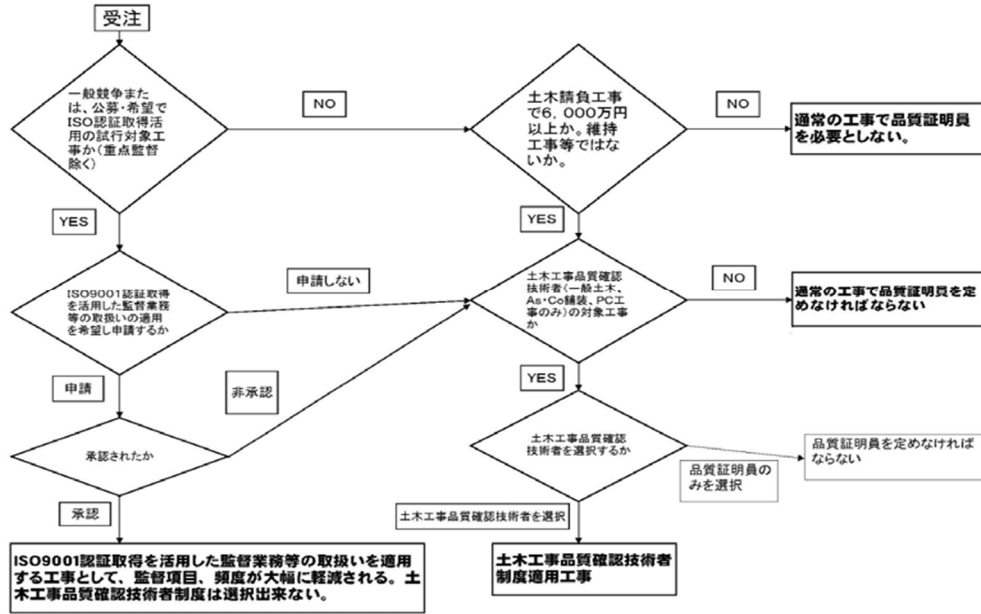 受注
一般競争また
は、公募・希望で
ISO認証取得活
用の試行対象工
事か(重点監督
除く)
NO
土木請負工事
で6,000万円
以上か。維持
工事等ではな
いか。
NO
通常の工事で品質証明員
を必要としない。
YES
YES
ISO9001認証取得
を活用した監督業務
等の取扱いの適用
を希望し申請するか
申請しない
土木工事品質確認
技術者(一般土木、
As・Co舗装、PC工
事のみ)の対象工事
か
NO
通常の工事で品質証明員を定
めなければならない
申請
非承認
YES
承認されたか
土木工事品質確認
技術者を選択するか
品質証明員の
みを選択
品質証明員を定めなければ
ならない
承認
土木工事品質確認技術者を選択
ISO9001認証取得を活用した監督業務等の取扱いを適用
する工事として、監督項目、頻度が大幅に軽減される。土
木工事品質確認技術者制度は選択出来ない。
土木工事品質確認技術者
制度適用工事